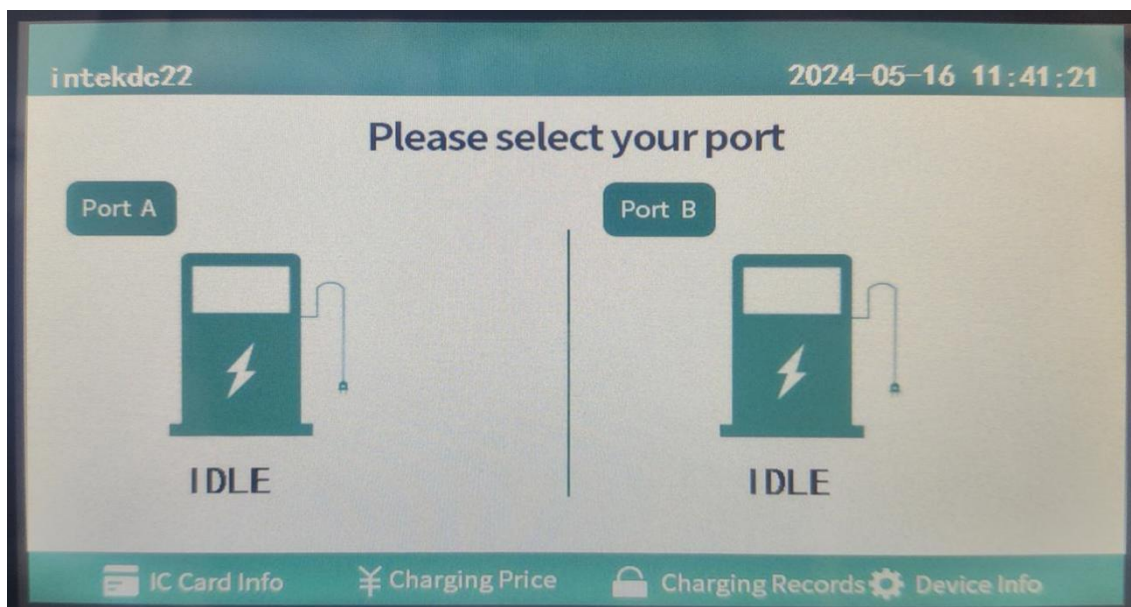 intekdc22 2024-05-16 11:41:21
Please select your port
Port A Port B
IDLE IDLE
IC Card Info ¥ Charging Price Charging Records Device Info